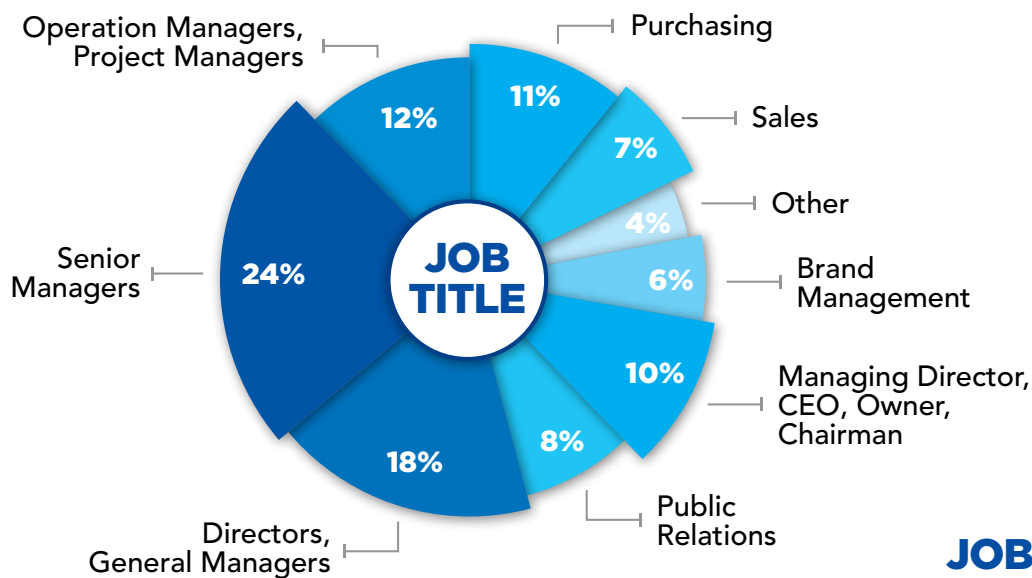 Operation Managers,
Project Managers
12%
11%
Purchasing
7%
Sales
4%
Other
6%
Brand
Management
10%
Managing Director,
CEO, Owner,
Chairman
8%
Public
Relations
18%
Directors,
General Managers
24%
Senior
Managers
JOB
TITLE
JOB